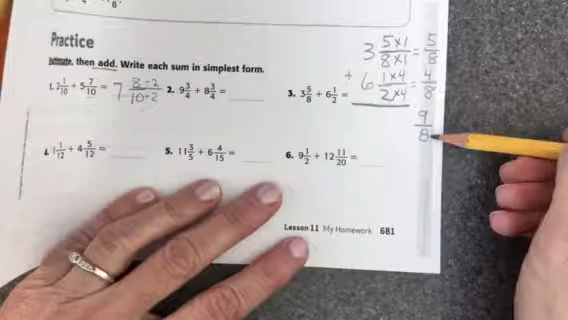 8.
Practice
Estimate, then add. Write each sum in simplest form.
1. 2 1/10 + 5 7/10 = 7 8÷2/10÷2
2. 9 3/4 + 8 3/4 =
3. 3 5/8 + 6 1/2 =
3 5×1/8×1 = 5/8
+ 6 1×4/2×4 = 4/8
9/8
4. 1 1/12 + 4 5/12 =
5. 11 3/5 + 6 4/15 =
6. 9 1/2 + 12 11/20 =
Lesson 11 My Homework 681